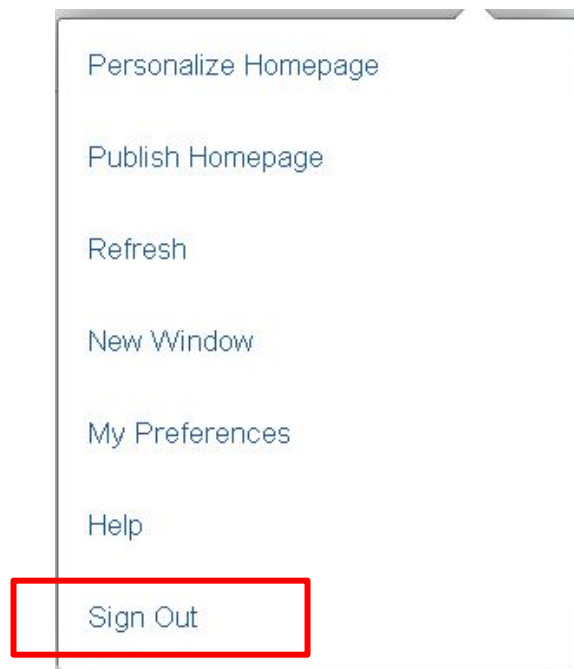 Personalize Homepage
Publish Homepage
Refresh
New Window
My Preferences
Help
Sign Out